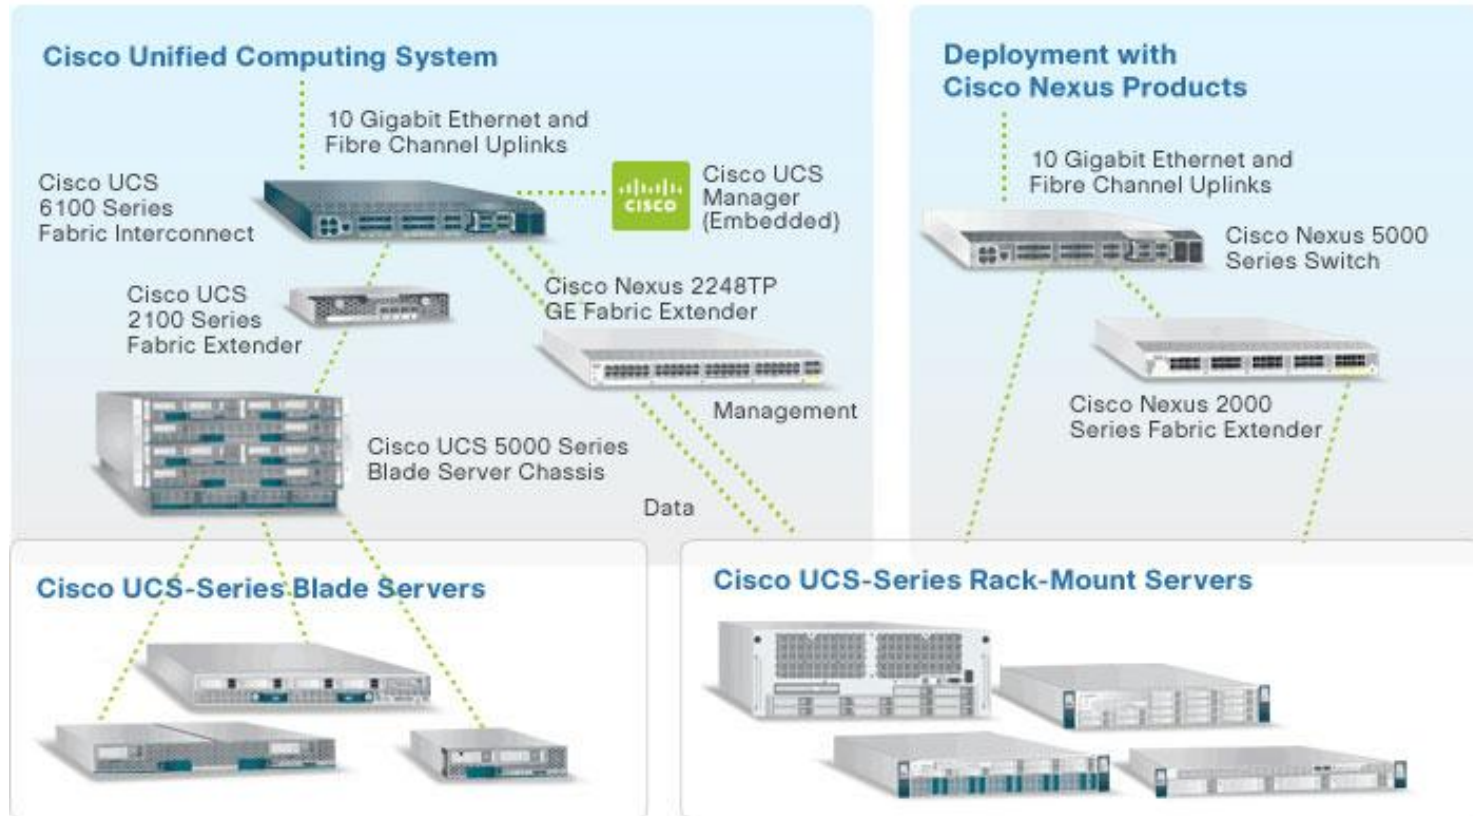 Cisco Unified Computing System
10 Gigabit Ethernet and
Fibre Channel Uplinks
Cisco UCS
6100 Series
Fabric Interconnect
CISCO
Cisco UCS
Manager
(Embedded)
Cisco UCS
2100 Series
Fabric Extender
Cisco Nexus 2248TP
GE Fabric Extender
Management
Cisco UCS 5000 Series
Blade Server Chassis
Data
Deployment with
Cisco Nexus Products
10 Gigabit Ethernet and
Fibre Channel Uplinks
Cisco Nexus 5000
Series Switch
Cisco Nexus 2000
Series Fabric Extender
Cisco UCS-Series Blade Servers
Cisco UCS-Series Rack-Mount Servers